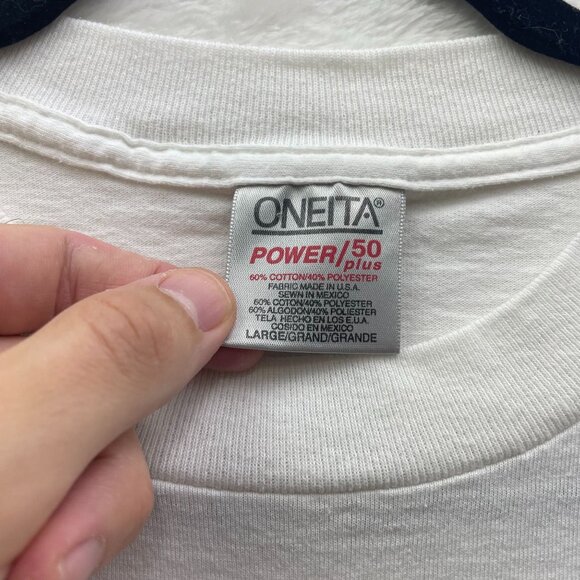 ONEITA®
POWER/50
plus
60% COTTON/40% POLYESTER
FABRIC MADE IN U.S.A.
SEWN IN MEXICO
60% COTTON/40% POLYESTER
60% ALGODON/40% POLIESTER
TELA HECHO EN LOS E.U.A.
COSIDO EN MEXICO
LARGE/GRAND/GRANDE